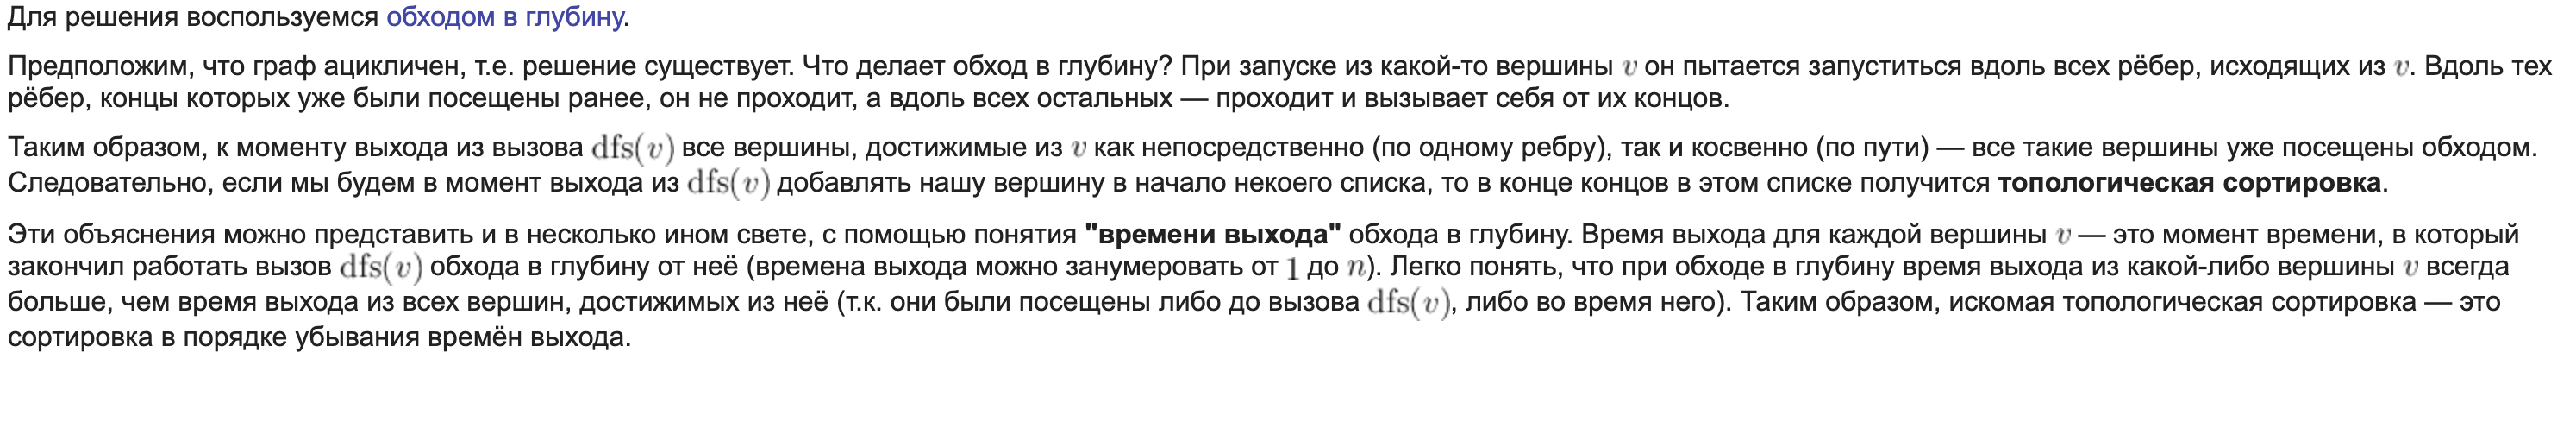 Для решения воспользуемся обходом в глубину.
Предположим, что граф ацикличен, т.е. решение существует. Что делает обход в глубину? При запуске из какой-то вершины v он пытается запуститься вдоль всех рёбер, исходящих из v. Вдоль тех
рёбер, концы которых уже были посещены ранее, он не проходит, а вдоль всех остальных — проходит и вызывает себя от их концов.
Таким образом, к моменту выхода из вызова dfs(v) все вершины, достижимые из v как непосредственно (по одному ребру), так и косвенно (по пути) — все такие вершины уже посещены обходом.
Следовательно, если мы будем в момент выхода из dfs(v) добавлять нашу вершину в начало некоего списка, то в конце концов в этом списке получится топологическая сортировка.
Эти объяснения можно представить и в несколько ином свете, с помощью понятия "времени выхода" обхода в глубину. Время выхода для каждой вершины v — это момент времени, в который
закончил работать вызов dfs(v) обхода в глубину от неё (времена выхода можно занумеровать от 1 до n). Легко понять, что при обходе в глубину время выхода из какой-либо вершины v всегда
больше, чем время выхода из всех вершин, достижимых из неё (т.к. они были посещены либо до вызова dfs(v), либо во время него). Таким образом, искомая топологическая сортировка — это
сортировка в порядке убывания времён выхода.